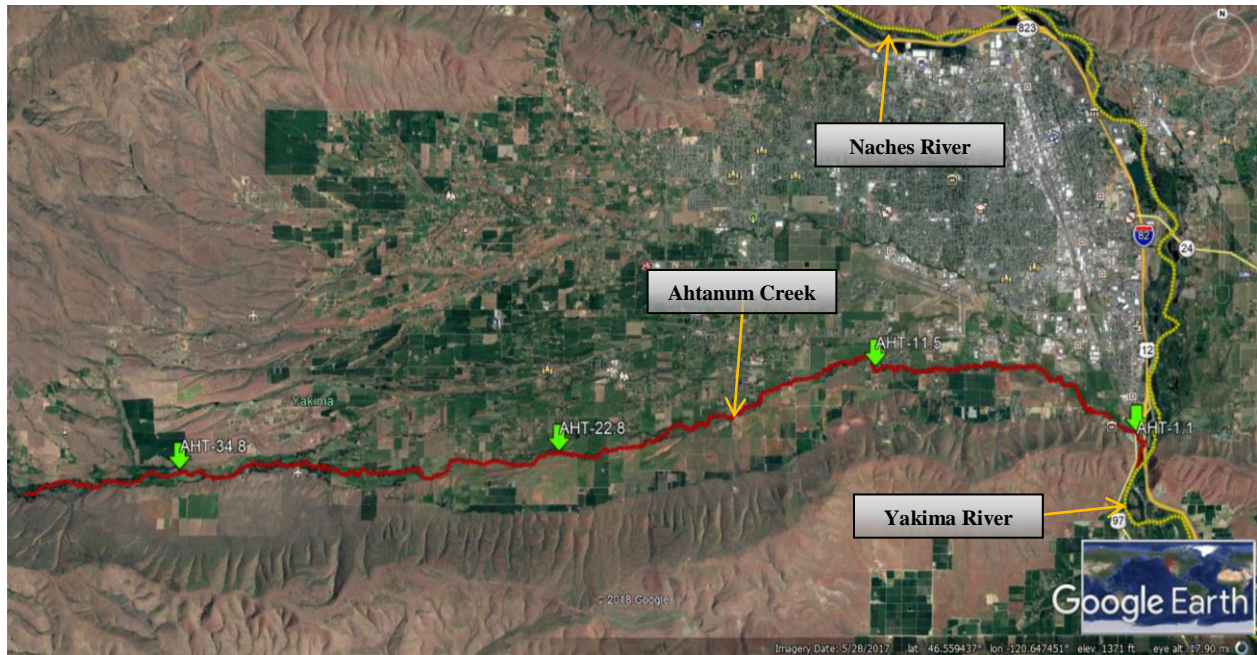 N
823
Naches River
82
24
Ahtanum Creek
AHT-11.5
12
Yakima
AHT-22.8
AHT-1.1
AHT-34.8
Yakima River
97
© 2018 Google
Google Earth
Imagery Date: 5/28/2017 lat 46.559437° lon -120.647451° elev 1371 ft eye alt 17.90 mi